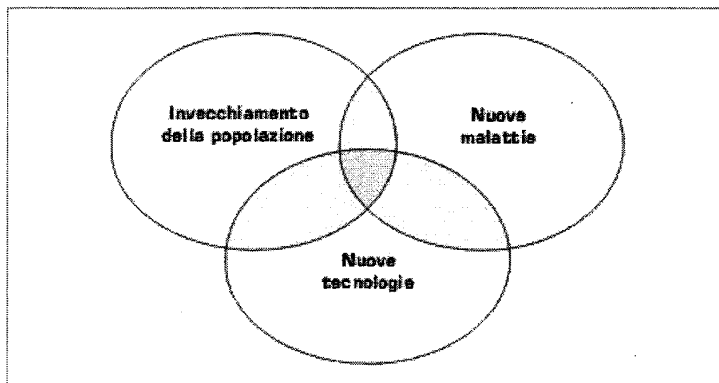 Invecchiamento
della popolazione
Nuove
malattie
Nuove
tecnologie